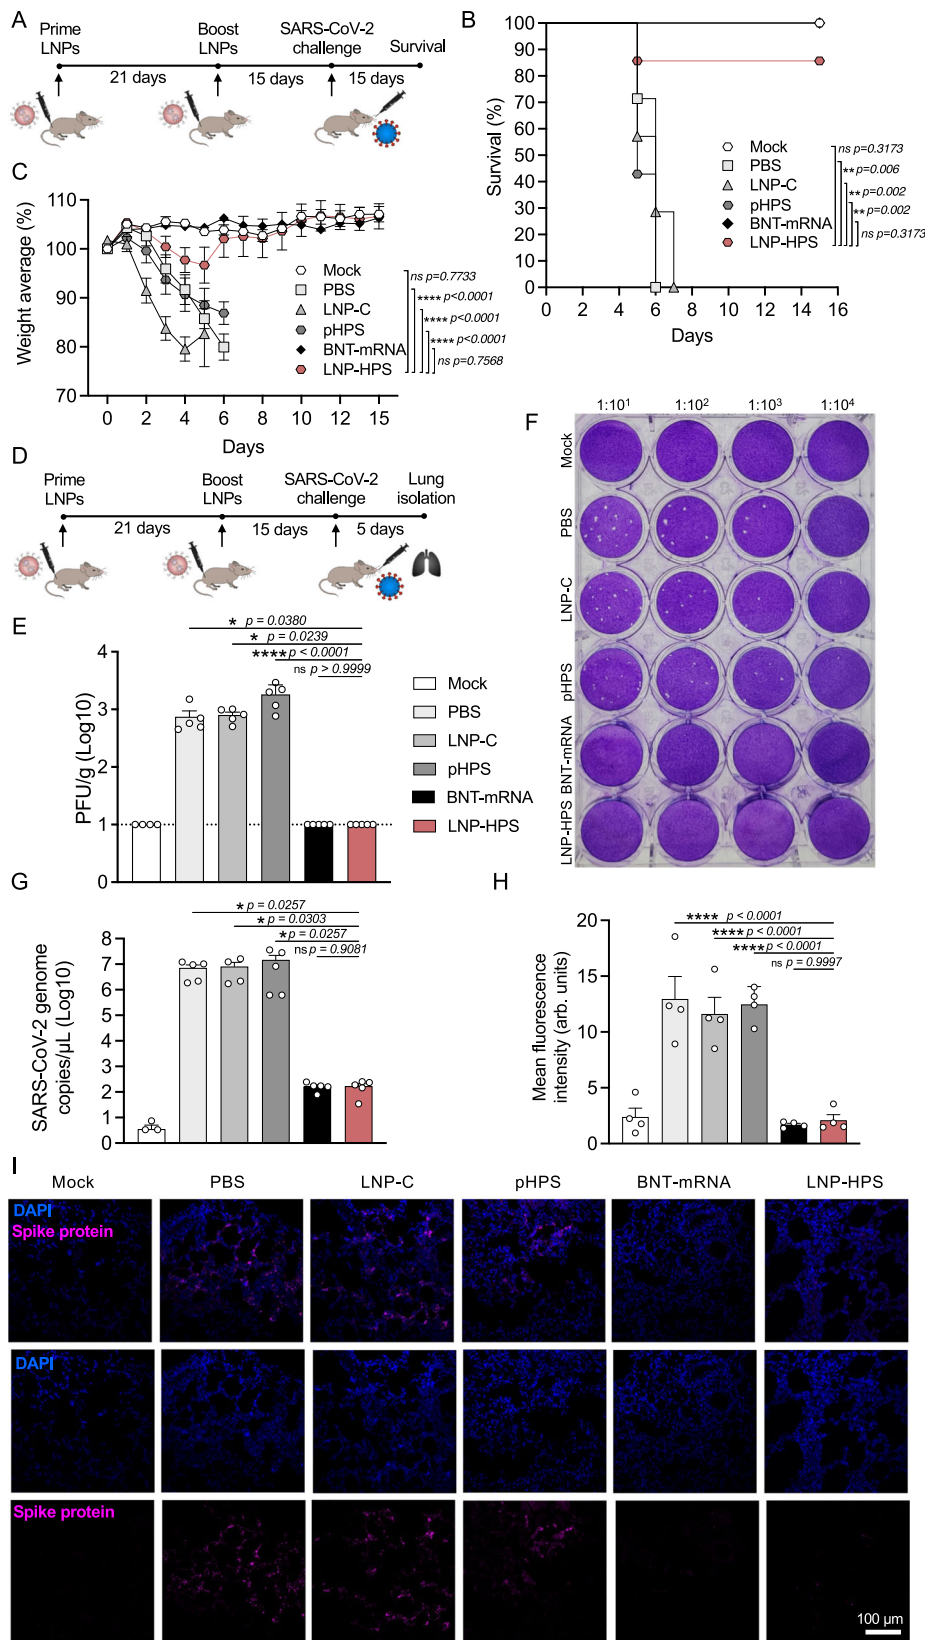 A
Prime
LNPs
Boost
LNPs
SARS-CoV-2
challenge
Survival
21 days
15 days
15 days
B
Survival (%)
100
90
80
70
60
50
40
30
20
10
0
0
2
4
6
8
10
12
14
16
Days
Mock
PBS
LNP-C
pHPS
BNT-mRNA
LNP-HPS
ns p=0.3173
** p=0.006
** p=0.002
** p=0.002
ns p=0.3173
C
Weight average (%)
110
100
90
80
70
0
2
4
6
8
10
12
15
Days
Mock
PBS
LNP-C
pHPS
BNT-mRNA
LNP-HPS
ns p=0.7733
**** p<0.0001
**** p<0.0001
**** p<0.0001
ns p=0.7568
D
Prime
LNPs
Boost
LNPs
SARS-CoV-2
challenge
Lung
isolation
21 days
15 days
5 days
E
PFU/g (Log10)
4
3
2
1
0
* p = 0.0380
* p = 0.0239
**** p < 0.0001
ns p > 0.9999
Mock
PBS
LNP-C
pHPS
BNT-mRNA
LNP-HPS
F
1:10¹
1:10²
1:10³
1:10⁴
Mock
PBS
LNP-C
pHPS
BNT-mRNA
LNP-HPS
G
SARS-CoV-2 genome
copies/µL (Log10)
8
7
6
5
4
3
2
1
0
* p = 0.0257
* p = 0.0303
* p = 0.0257
ns p = 0.9081
H
Mean fluorescence
intensity (arb. units)
20
15
10
5
0
**** p < 0.0001
**** p < 0.0001
**** p < 0.0001
ns p = 0.9997
I
Mock
PBS
LNP-C
pHPS
BNT-mRNA
LNP-HPS
DAPI
Spike protein
DAPI
Spike protein
100 µm